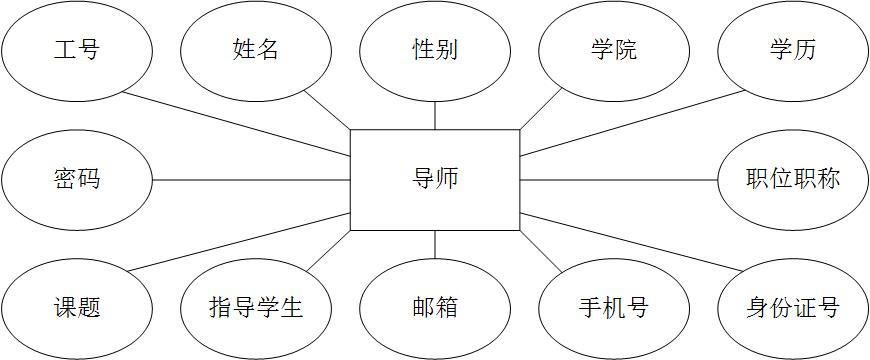 工号
姓名
性别
学院
学历
密码
导师
职位职称
课题
指导学生
邮箱
手机号
身份证号